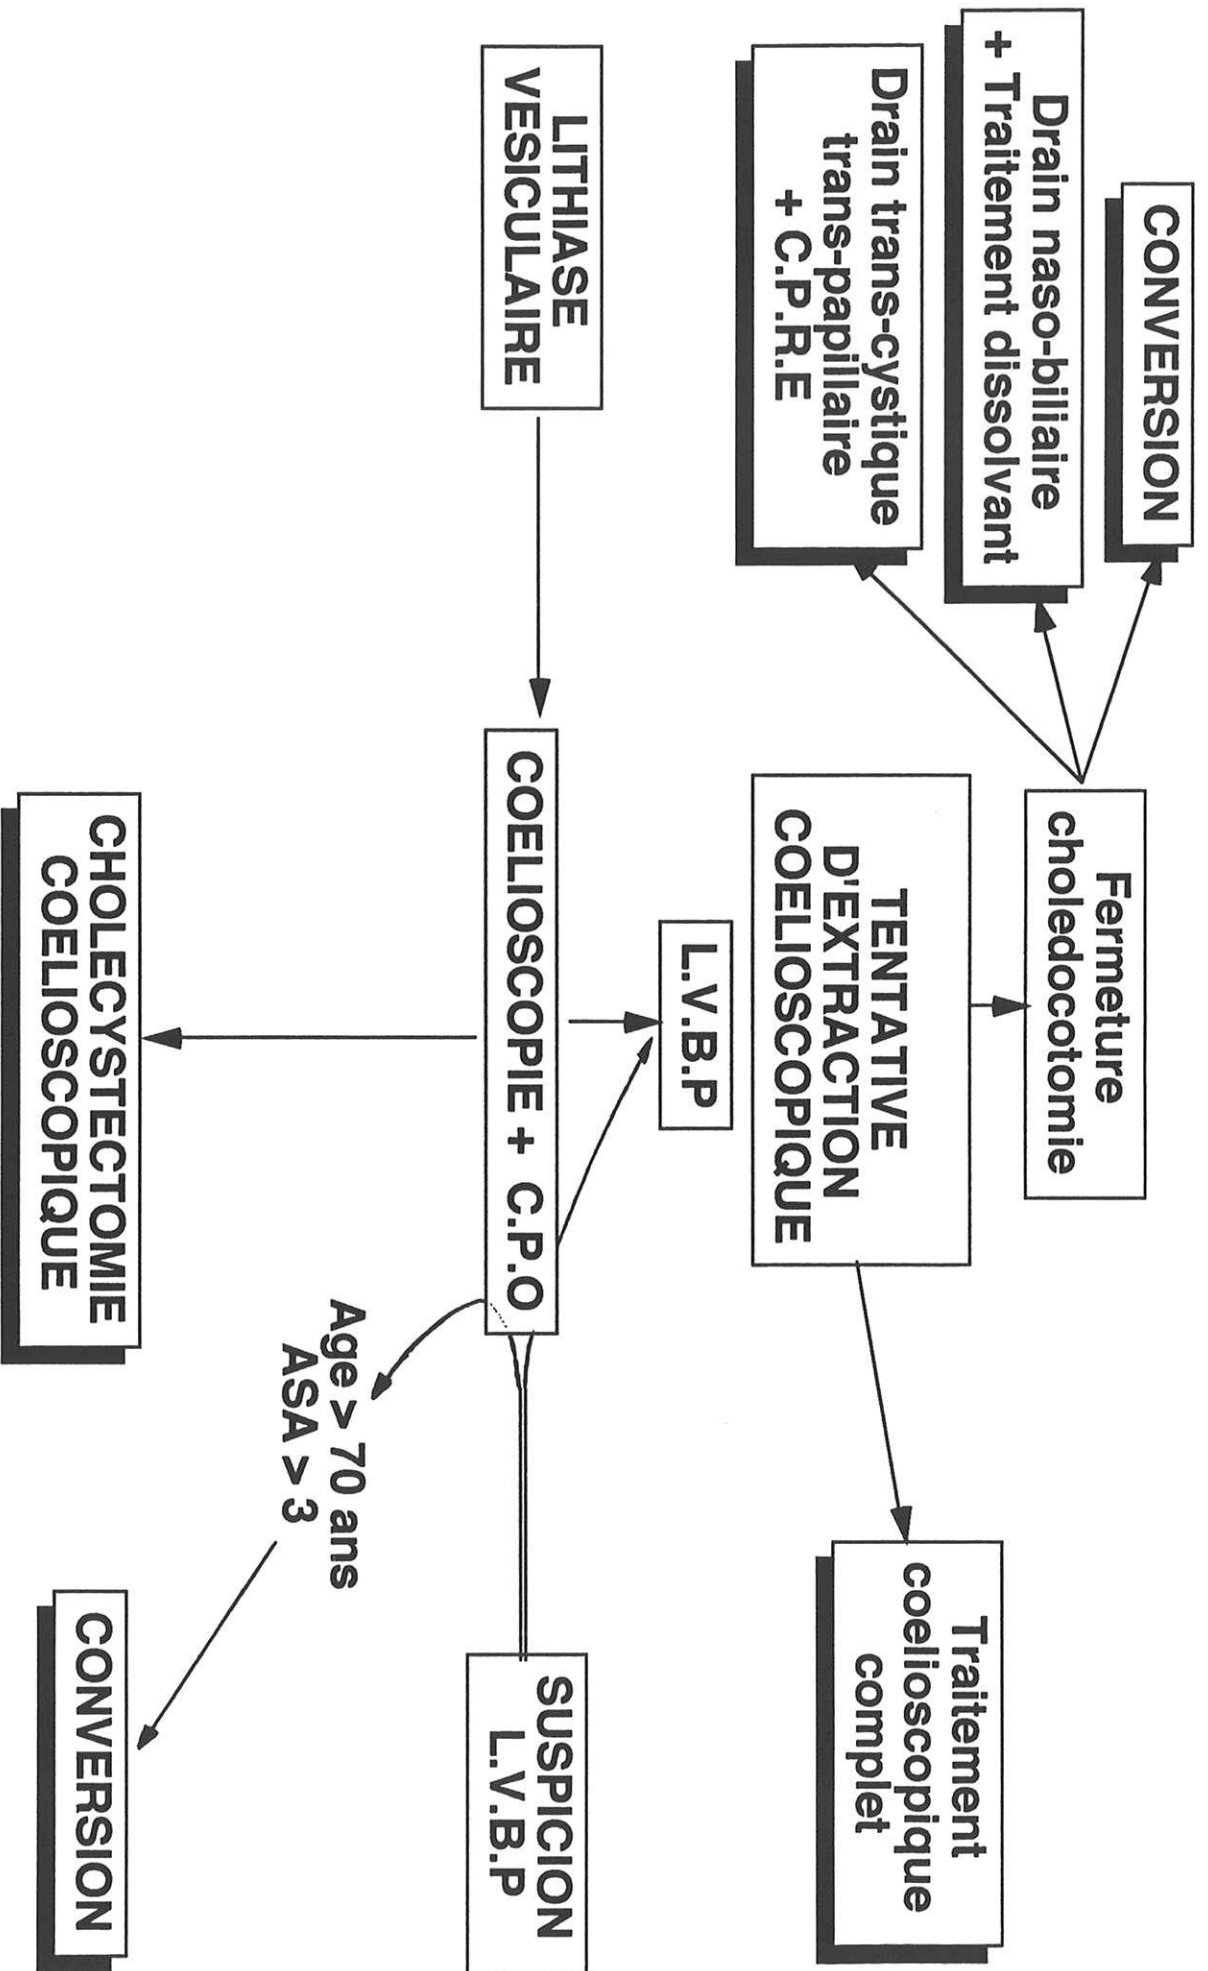 CONVERSION
Fermeture
choledocotomie
Drain naso-biliaire
+ Traitement dissolvant
TENTATIVE
D'EXTRACTION
COELIOSCOPIQUE
Traitement
coelioscopique
complet
Drain trans-cystique
trans-papillaire
+ C.P.R.E
L.V.B.P
LITHIASE
VESICULAIRE
COELIOSCOPIE + C.P.O
SUSPICION
L.V.B.P
Age > 70 ans
ASA > 3
CHOLECYSTECTOMIE
COELIOSCOPIQUE
CONVERSION